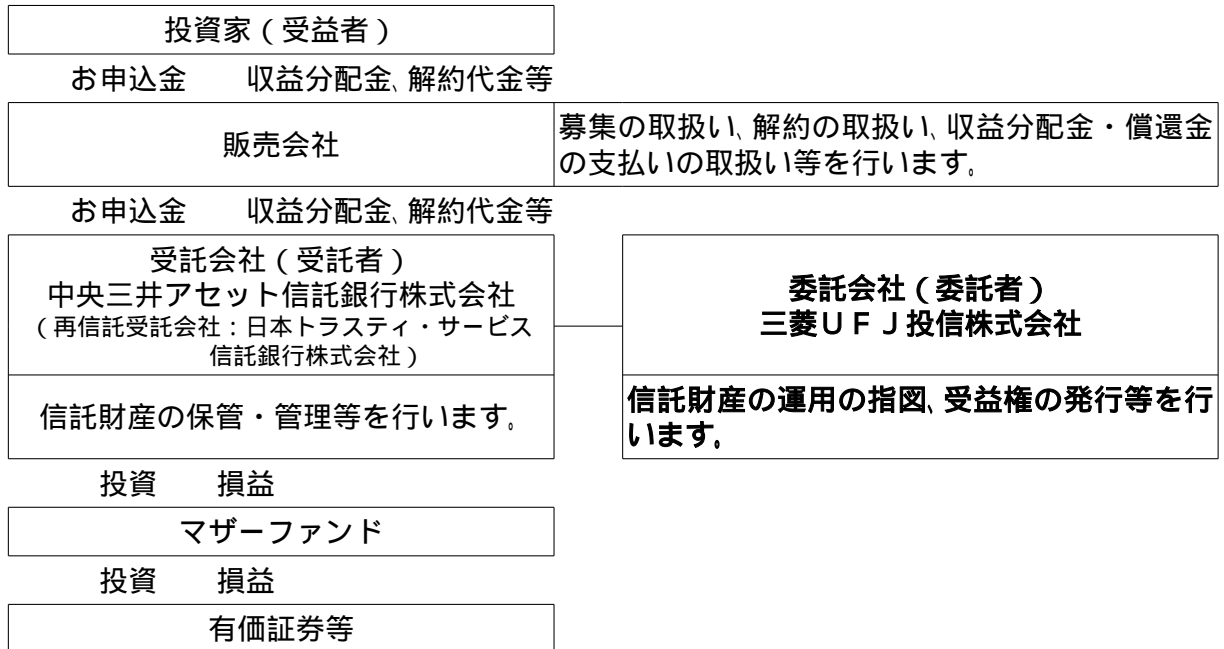 投資家（受益者）
お申込金　　収益分配金、解約代金等
販売会社
募集の取扱い、解約の取扱い、収益分配金・償還金
の支払いの取扱い等を行います。
お申込金　　収益分配金、解約代金等
受託会社（受託者）
中央三井アセット信託銀行株式会社
（再信託受託会社：日本トラスティ・サービス
信託銀行株式会社）
委託会社（委託者）
三菱ＵＦＪ投信株式会社
信託財産の保管・管理等を行います。
信託財産の運用の指図、受益権の発行等を行
います。
投資　　損益
マザーファンド
投資　　損益
有価証券等